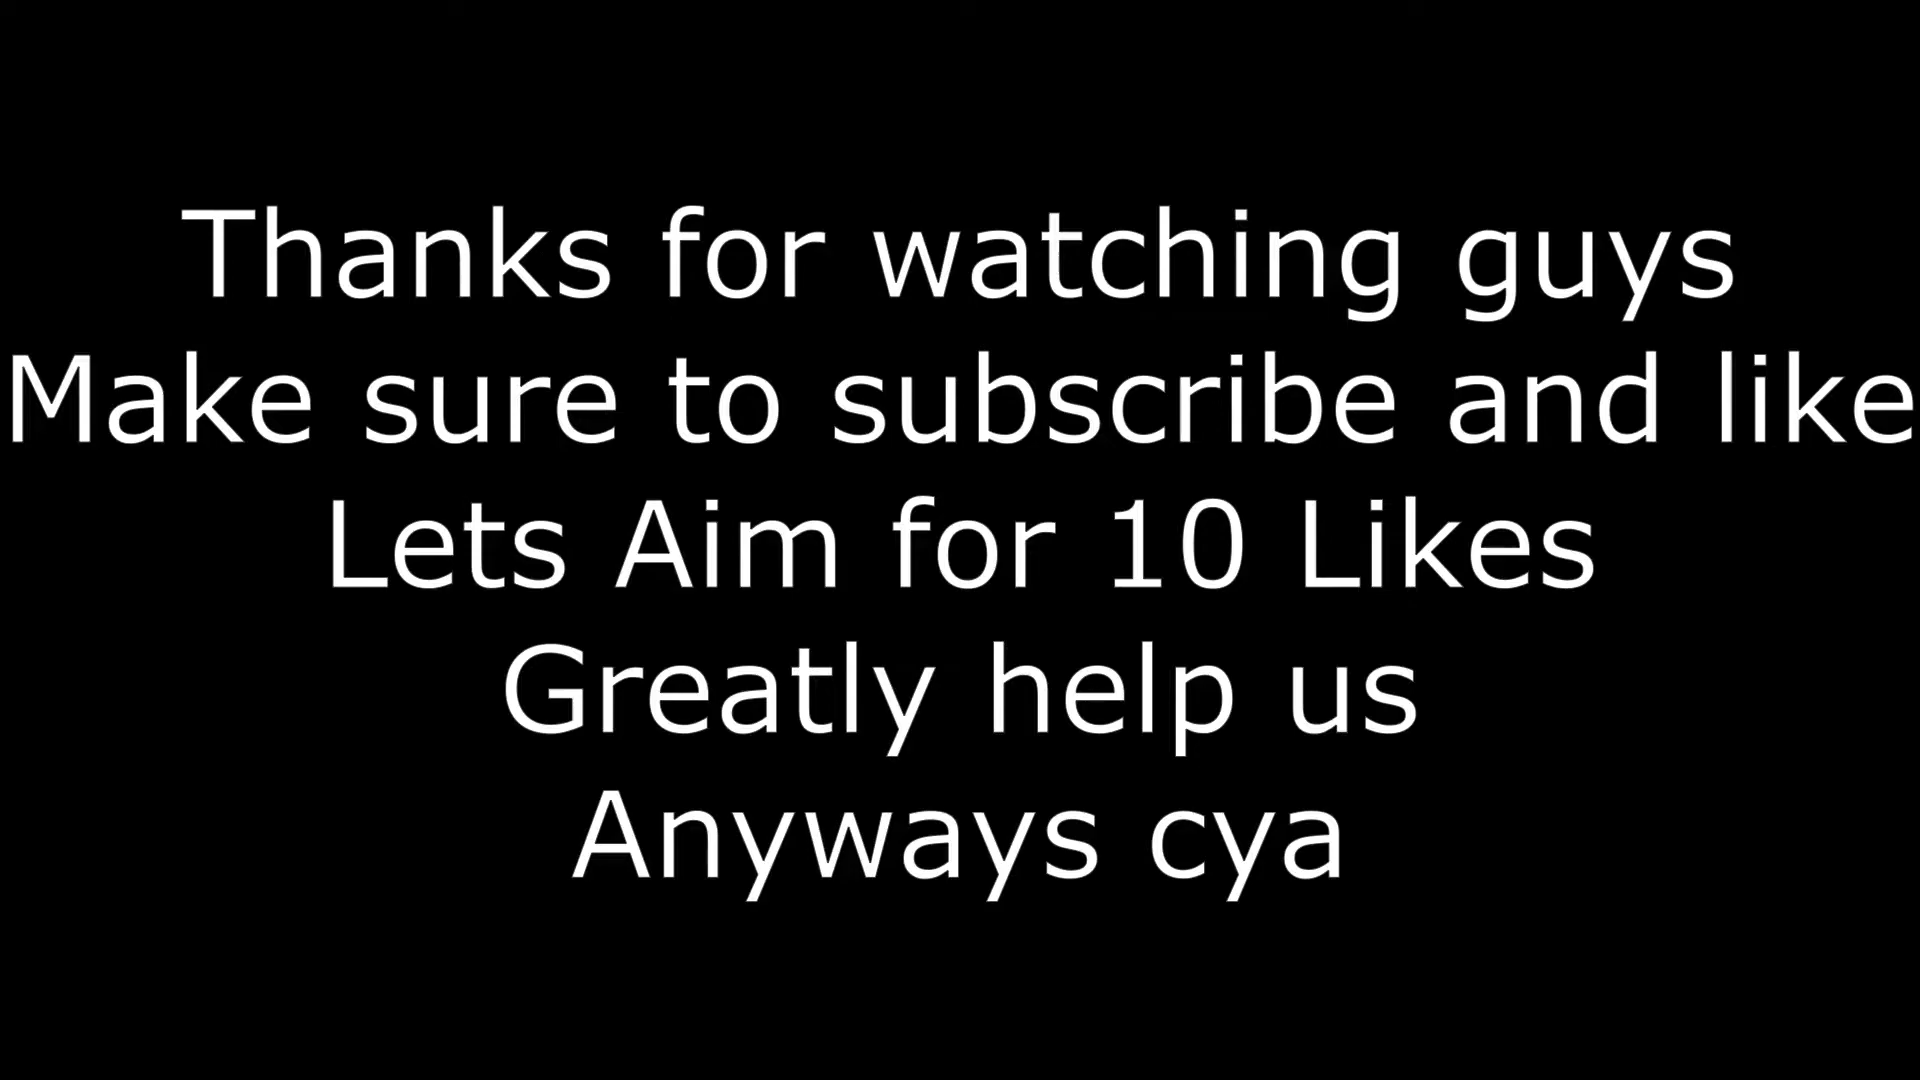 Thanks for watching guys
Make sure to subscribe and like
Lets Aim for 10 Likes
Greatly help us
Anyways cya